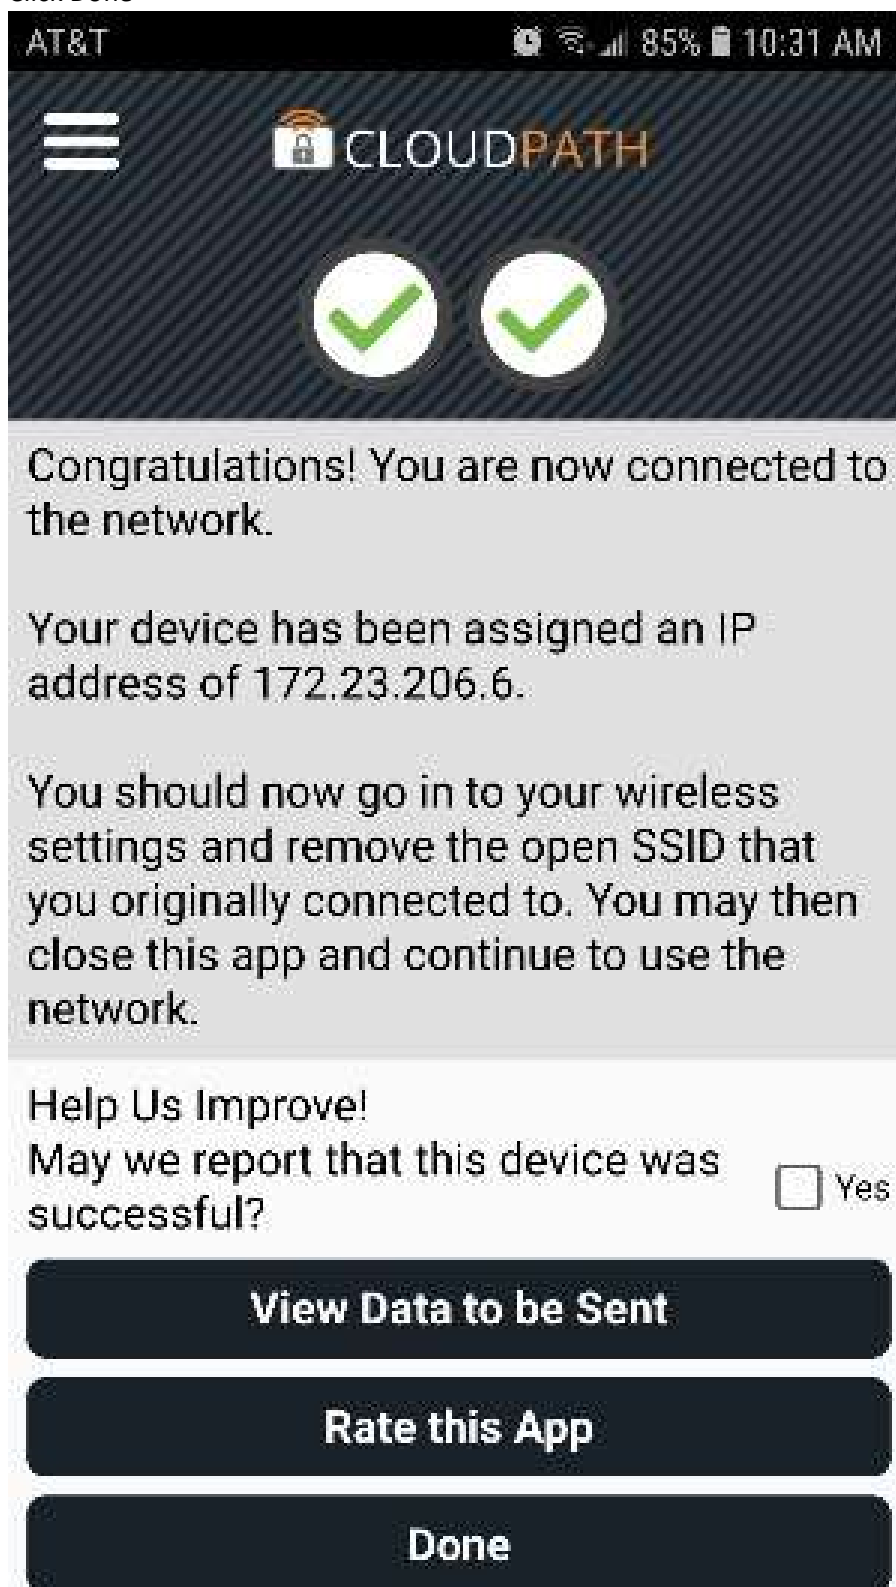 Click Done
AT&T 85% 10:31 AM
CLOUDPATH
Congratulations! You are now connected to
the network.
Your device has been assigned an IP
address of 172.23.206.6.
You should now go in to your wireless
settings and remove the open SSID that
you originally connected to. You may then
close this app and continue to use the
network.
Help Us Improve!
May we report that this device was
successful?
Yes
View Data to be Sent
Rate this App
Done